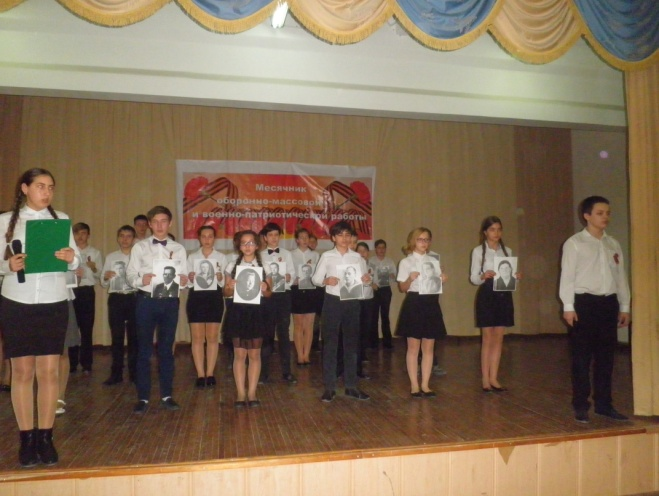 Месячник
оборонно-массовой
и военно-патриотической работы